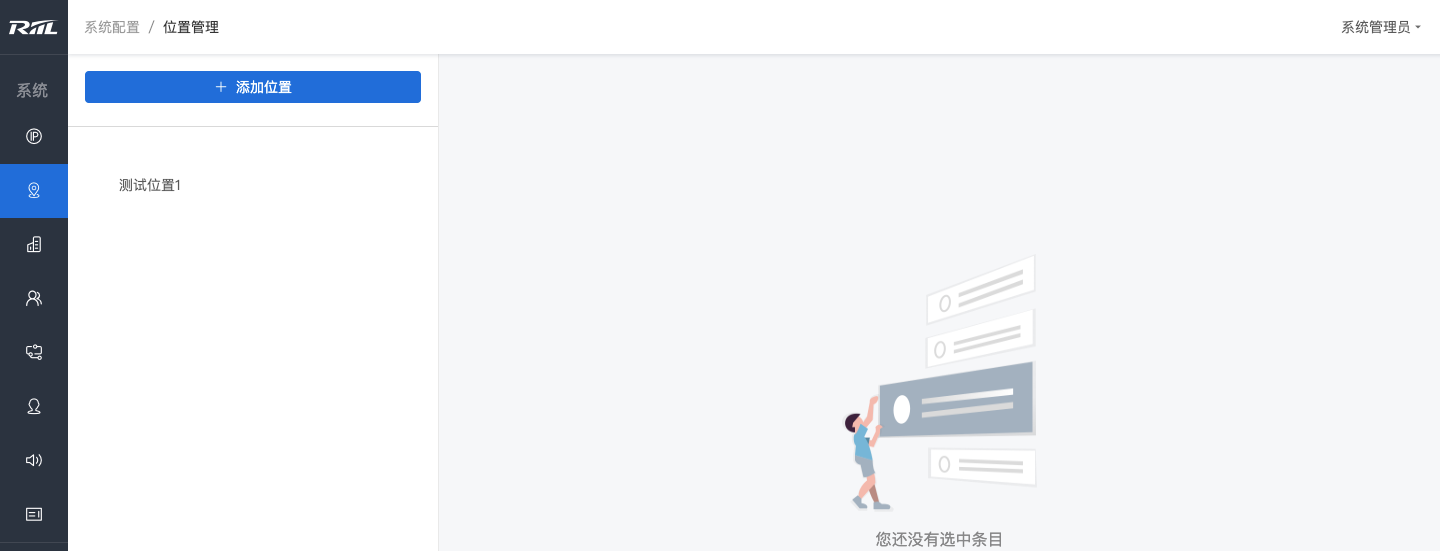 系统配置 / 位置管理
系统管理员
系统
添加位置
测试位置1
您还没有选中条目